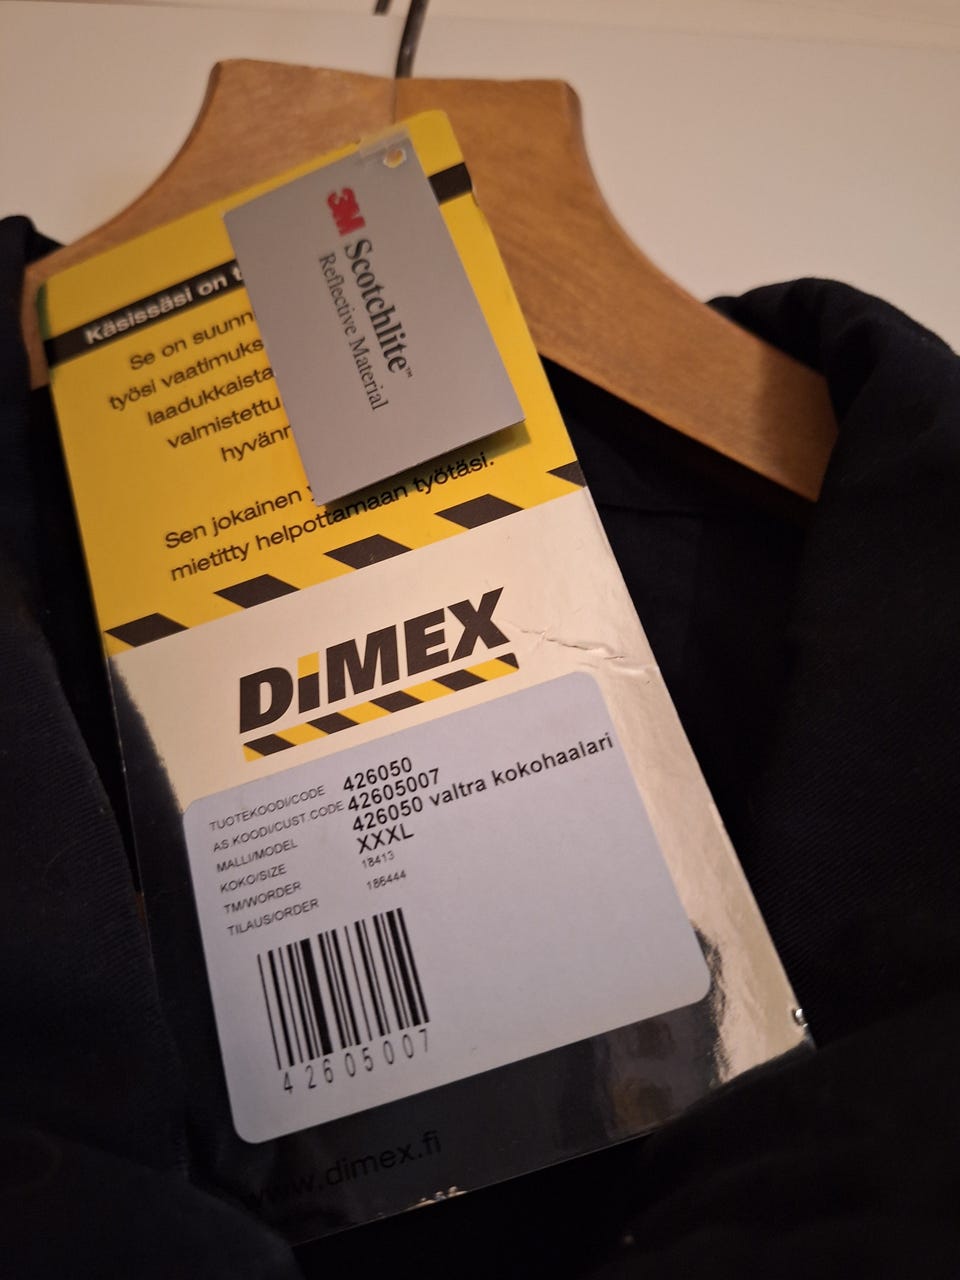 Käsissäsi on
Se on suunn
työsi vaatimuks
laadukkaista
valmistettu
hyvänn
Sen jokainen
mietitty helpottamaan työtäsi.
3M Scotchlite™
Reflective Material
DiMEX
TUOTEKOODI/CODE 426050
AS.KOODI/CUST.CODE 42605007
MALLI/MODEL 426050 valtra kokohaalari
KOKO/SIZE XXXL
TM/WORDER 18413
TILAUS/ORDER 186444
42605007
www.dimex.fi